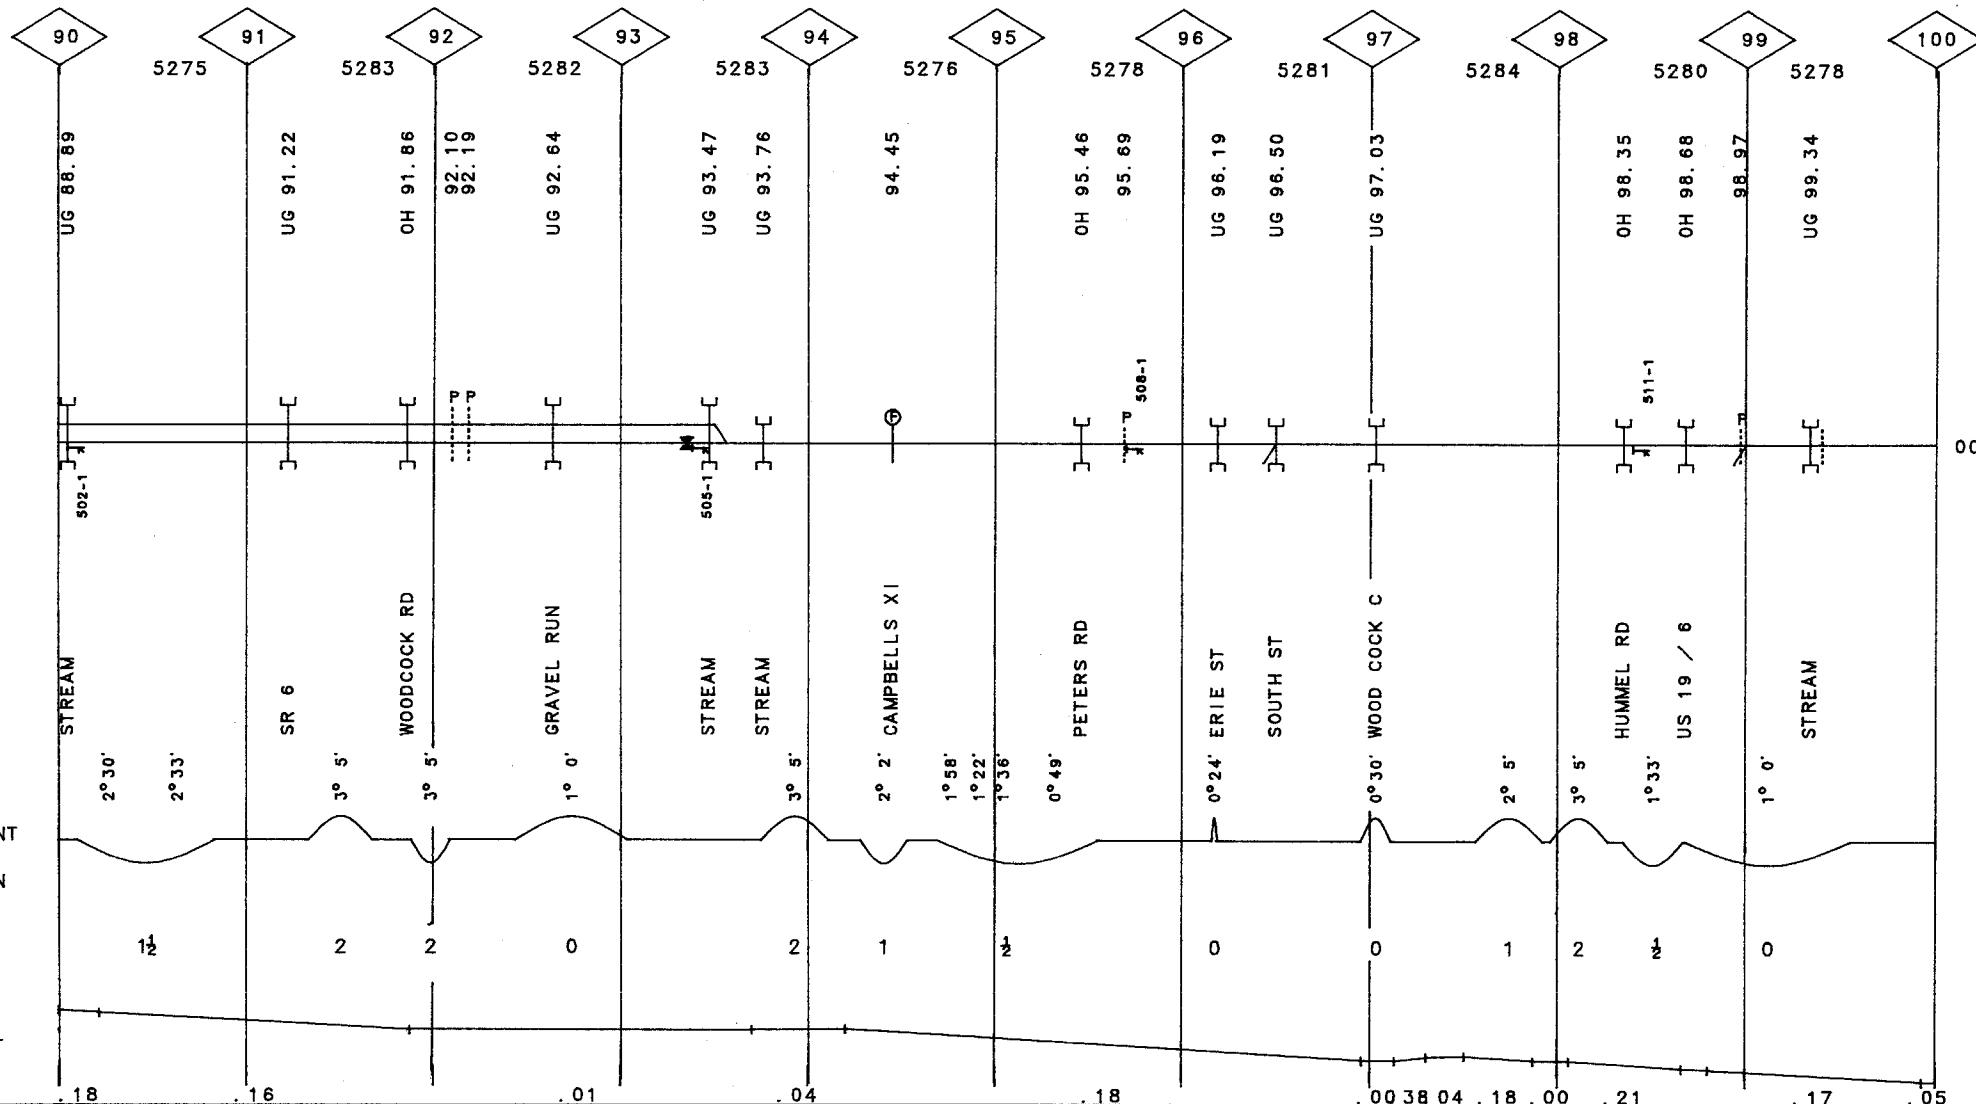 90 91 92 93 94 95 96 97 98 99 100
5275 5283 5282 5283 5276 5278 5281 5284 5280 5278
UG 88.89
UG 91.22
OH 91.86
92.10
92.19
UG 92.64
UG 93.47
UG 93.76
94.45
OH 95.46
95.69
UG 96.19
UG 96.50
UG 97.03
OH 98.35
OH 98.68
98.97
UG 99.34
508-1
511-1
P P P P
F
00
502-1
505-1
STREAM
SR 6
WOODCOCK RD
GRAVEL RUN
STREAM
STREAM
CAMPBELLS XI
PETERS RD
ERIE ST
SOUTH ST
WOOD COCK C
HUMMEL RD
US 19 / 6
STREAM
2°30' 2°33' 3° 5' 3° 5' 1° 0' 3° 5' 2° 2' 1°58' 1°22' 1°36' 0°49' 0°24' 0°30' 2° 5' 3° 5' 1°33' 1° 0'
NT
N
1½ 2 2 0 2 1 ½ 0 0 1 2 ½ 0
.18 .16 .01 .04 .18 .00 38 04 .18 .00 .21 .17 .05